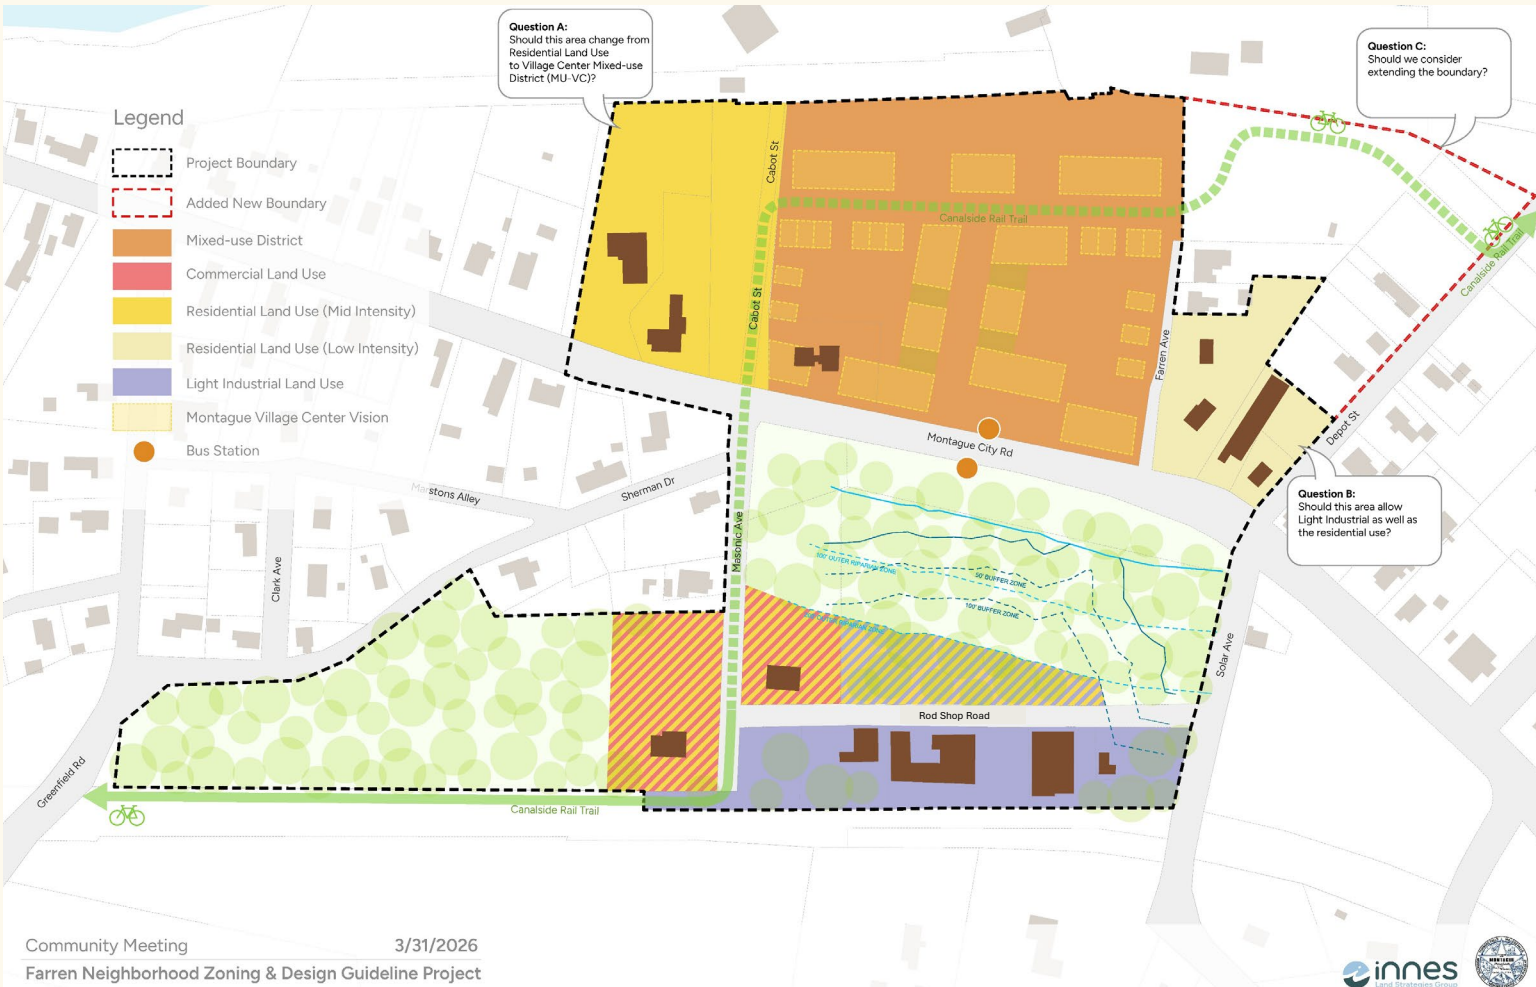 Question A:
Should this area change from
Residential Land Use
to Village Center Mixed-use
District (MU-VC)?
Question C:
Should we consider
extending the boundary?
Legend
Project Boundary
Added New Boundary
Mixed-use District
Commercial Land Use
Residential Land Use (Mid Intensity)
Residential Land Use (Low Intensity)
Light Industrial Land Use
Montague Village Center Vision
Bus Station
Cabot St
Canalside Rail Trail
Canalside Rail Trail
Cabot St
Farren Ave
Depot St
Montague City Rd
Question B:
Should this area allow
Light Industrial as well as
the residential use?
stons Alley
Sherman Dr
Masonic Ave
Clark Ave
100' OUTER RIPARIAN ZONE
50' BUFFER ZONE
100' BUFFER ZONE
OUTER RIPARIAN ZONE
Solar Ave
Rod Shop Road
Greenfield Rd
Canalside Rail Trail
Community Meeting
3/31/2026
Farren Neighborhood Zoning & Design Guideline Project
innes
Land Strategies Group
MONTAGUE